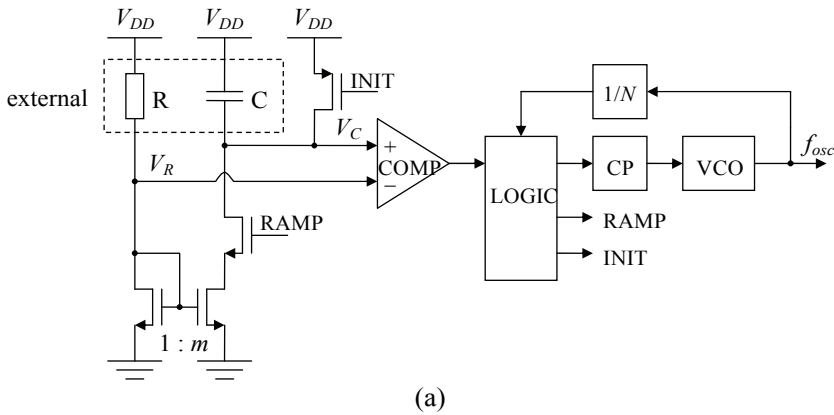 V_DD V_DD V_DD
external
R
C
INIT
V_C
V_R
+
COMP
−
LOGIC
1/N
CP
VCO
f_osc
RAMP
RAMP
INIT
1 : m
(a)